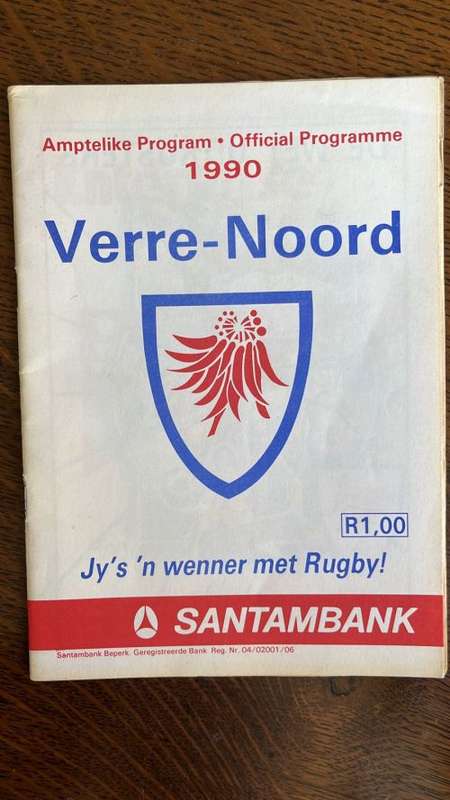 Amptelike Program • Official Programme
1990
Verre-Noord
R1,00
Jy's 'n wenner met Rugby!
SANTAMBANK
Santambank Beperk. Geregistreerde Bank Reg. Nr. 04/02001/06